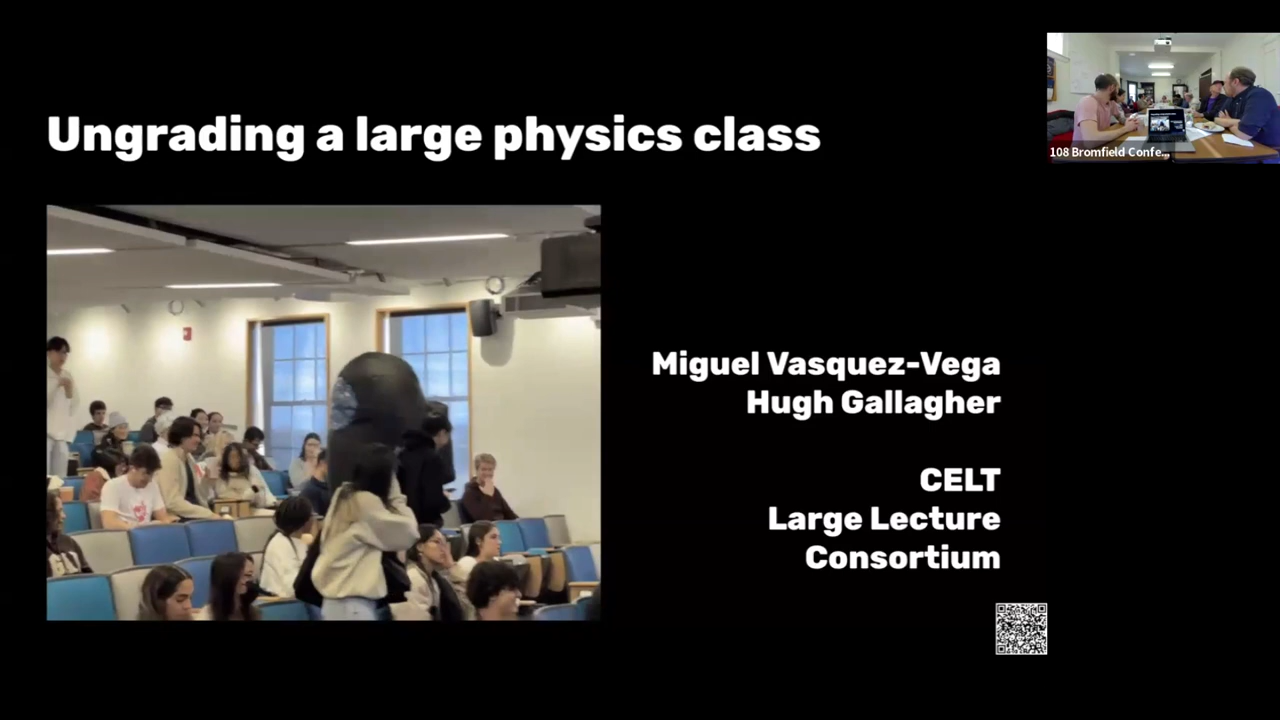 Ungrading a large physics class
108 Bromfield Confe...
Miguel Vasquez-Vega
Hugh Gallagher
CELT
Large Lecture
Consortium